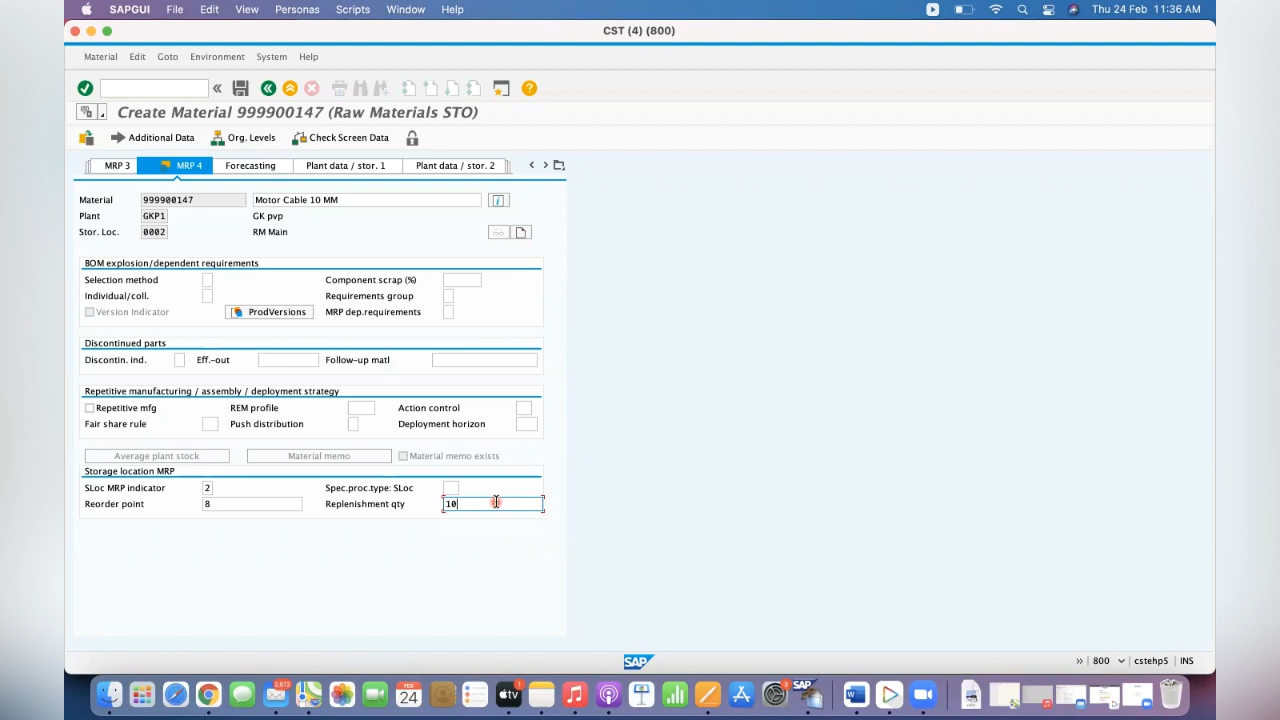 SAPGUI File Edit View Personas Scripts Window Help Thu 24 Feb 11:36 AM
CST (4) (800)
Material Edit Goto Environment System Help
Create Material 999900147 (Raw Materials STO)
Additional Data Org. Levels Check Screen Data
MRP 3 MRP 4 Forecasting Plant data / stor. 1 Plant data / stor. 2
Material 999900147 Motor Cable 10 MM
Plant GKP1 GK pvp
Stor. Loc. 0002 RM Main
BOM explosion/dependent requirements
Selection method Component scrap (%)
Individual/coll. Requirements group
Version Indicator ProdVersions MRP dep.requirements
Discontinued parts
Discontin. ind. Eff.-out Follow-up matl
Repetitive manufacturing / assembly / deployment strategy
Repetitive mfg REM profile Action control
Fair share rule Push distribution Deployment horizon
Average plant stock Material memo Material memo exists
Storage location MRP
SLoc MRP indicator 2 Spec.proc.type: SLoc
Reorder point 8 Replenishment qty 10
SAP
800 cstehp5 INS
2,872 FEB 24 tv 1 SAP